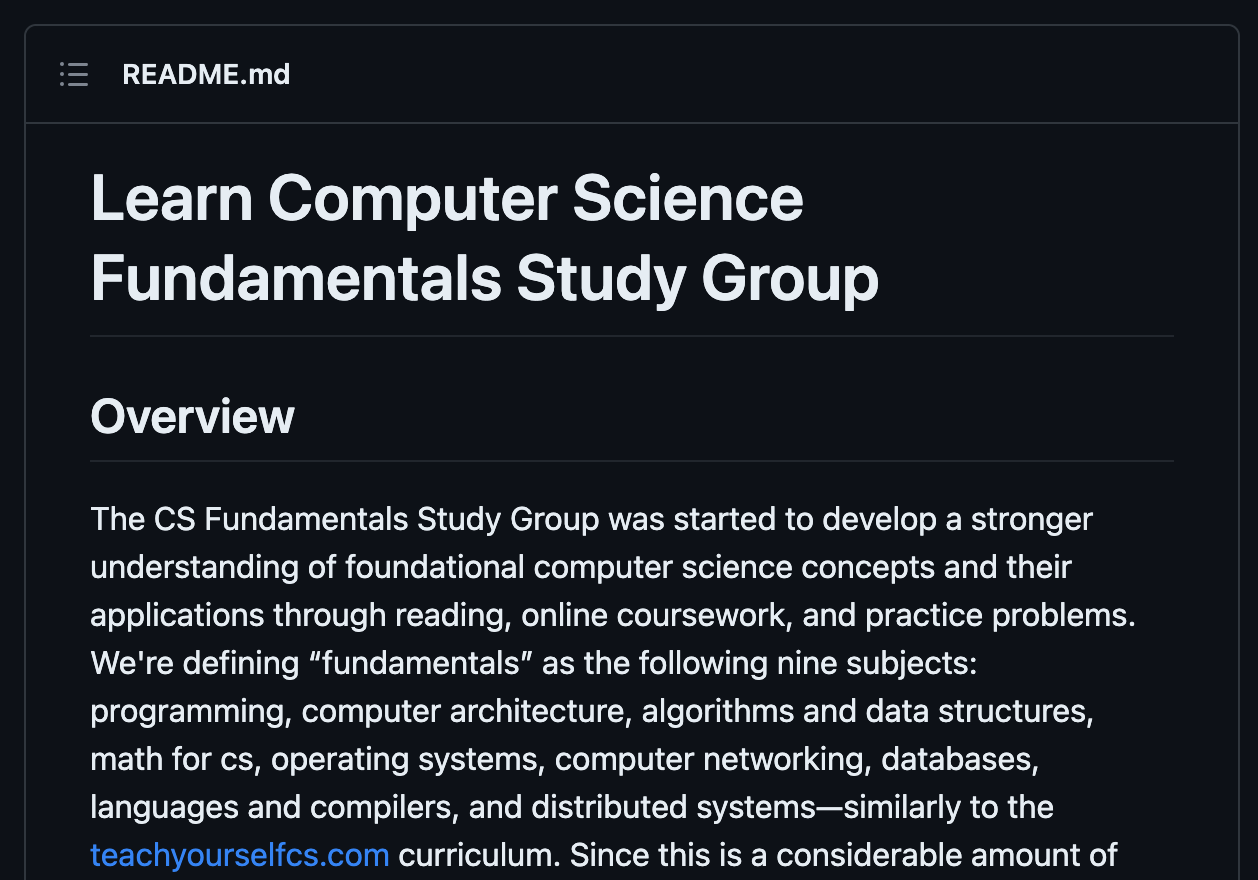 README.md
Learn Computer Science
Fundamentals Study Group
Overview
The CS Fundamentals Study Group was started to develop a stronger
understanding of foundational computer science concepts and their
applications through reading, online coursework, and practice problems.
We're defining “fundamentals” as the following nine subjects:
programming, computer architecture, algorithms and data structures,
math for cs, operating systems, computer networking, databases,
languages and compilers, and distributed systems—similarly to the
teachyourselfcs.com curriculum. Since this is a considerable amount of